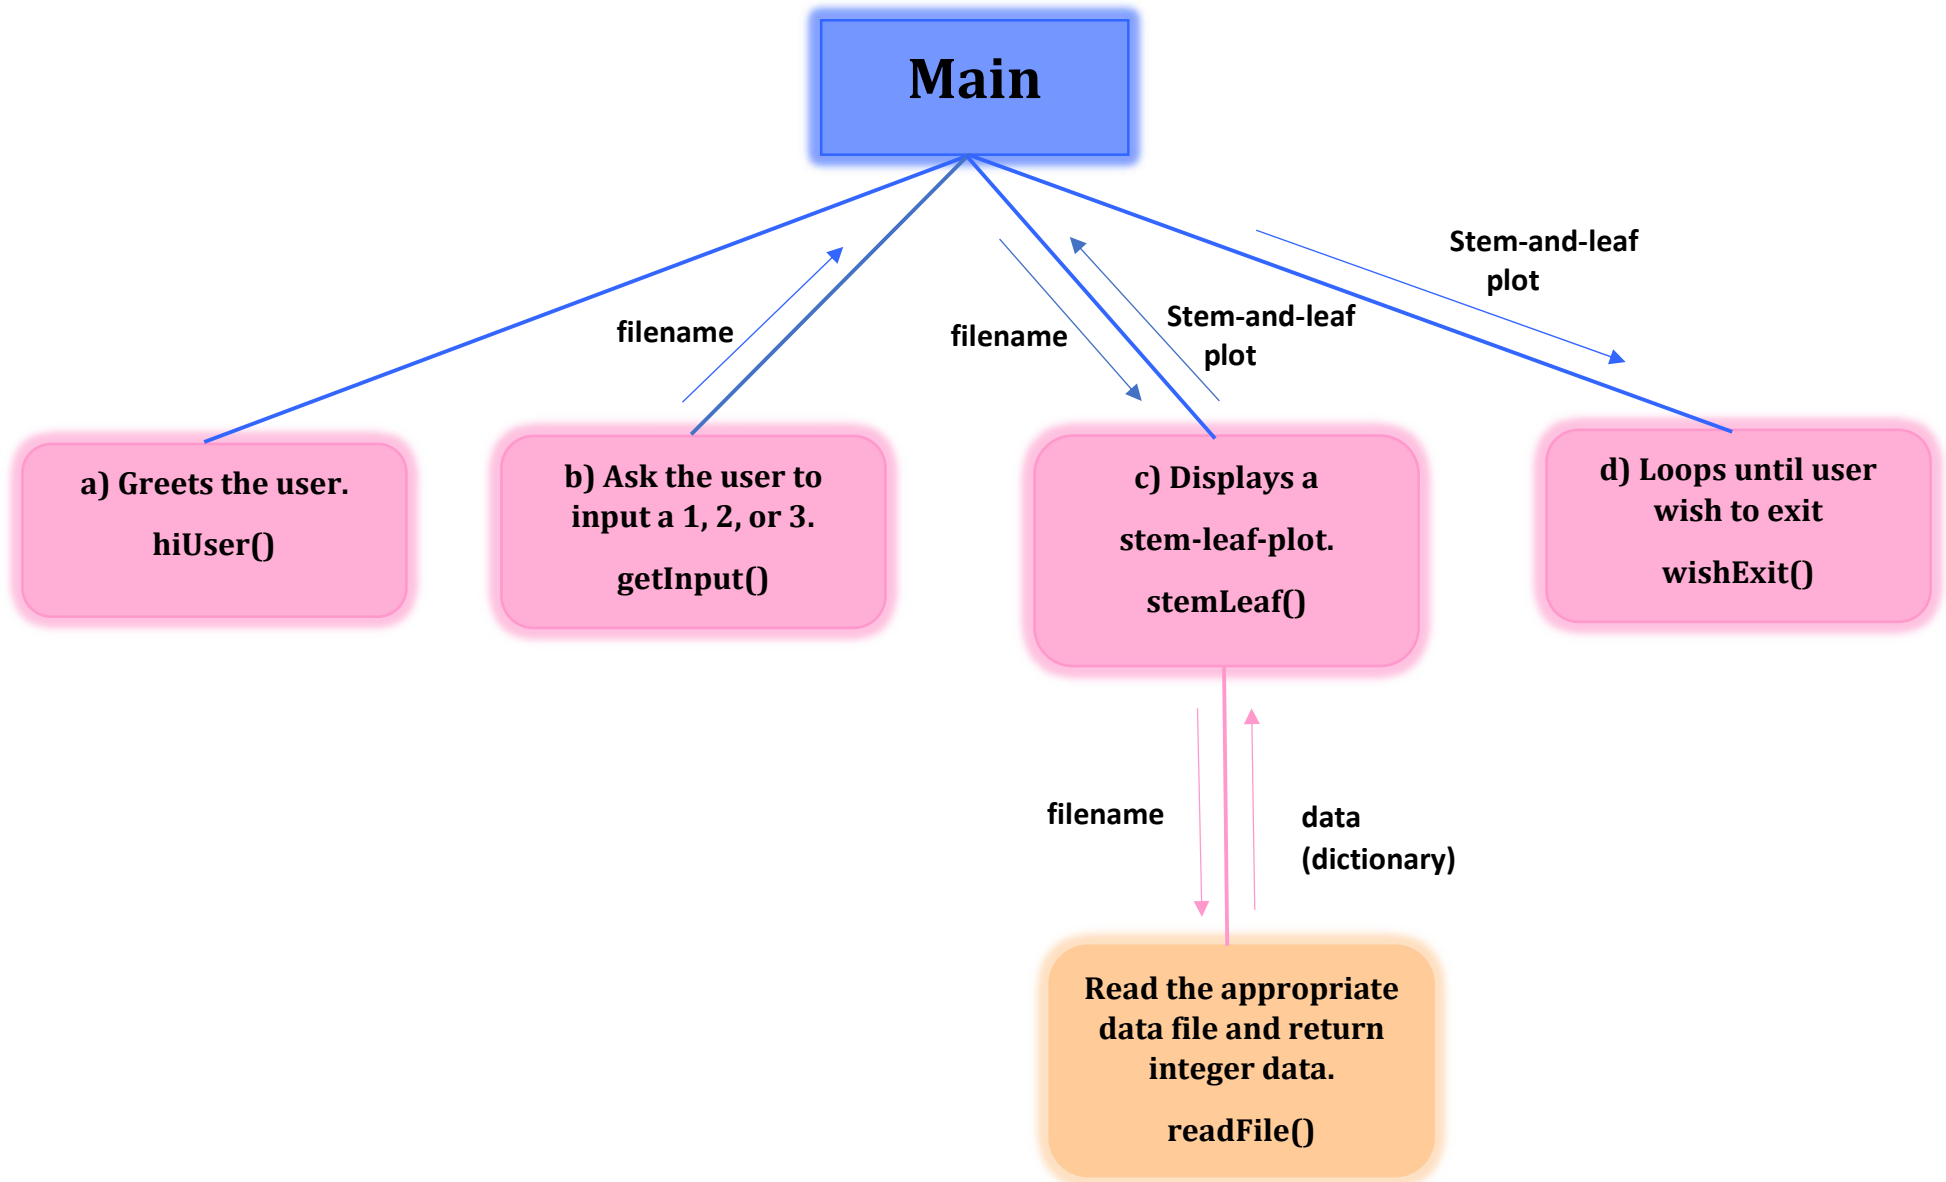 Main
filename
filename
Stem-and-leaf
plot
Stem-and-leaf
plot
a) Greets the user.
hiUser()
b) Ask the user to
input a 1, 2, or 3.
getInput()
c) Displays a
stem-leaf-plot.
stemLeaf()
d) Loops until user
wish to exit
wishExit()
filename
data
(dictionary)
Read the appropriate
data file and return
integer data.
readFile()